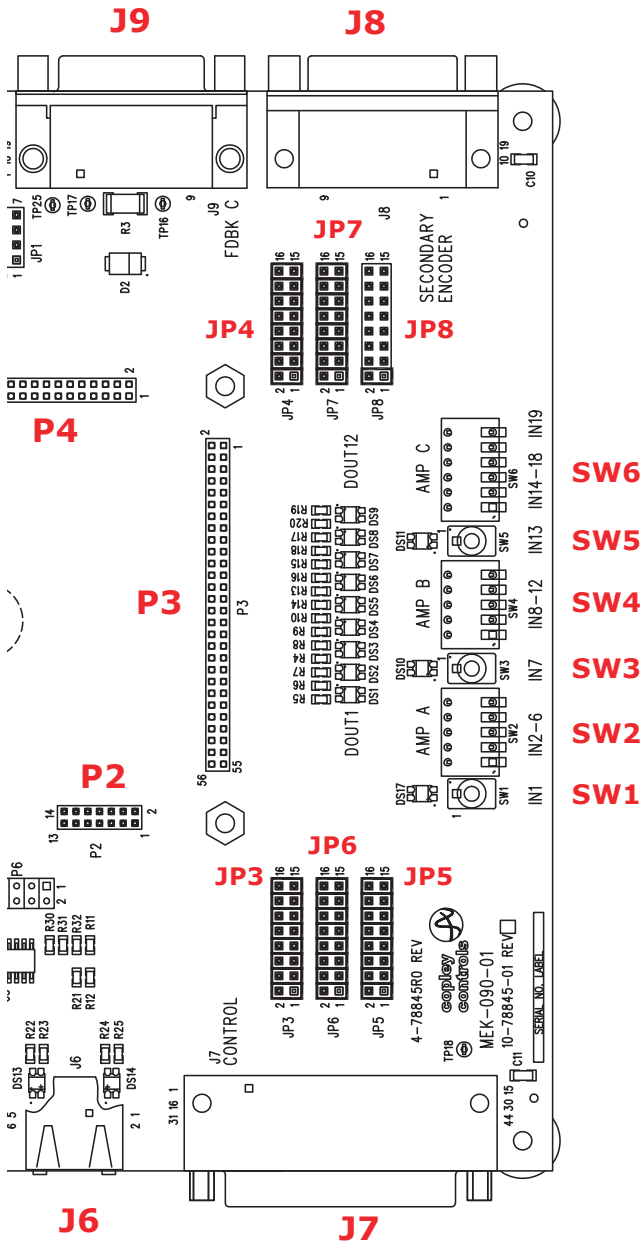 J9
J8
10 19
C10
9
J9
FDBK C
9
J8
1
SECONDARY
ENCODER
TP25
TP17
R3
TP16
7
1
JP1
D2
JP7
JP4
JP8
16
15
2
1
JP4
16
15
2
1
JP7
16
15
2
1
JP8
2
1
P4
2
1
P3
P3
56
55
DOUT12
DOUT1
R19
R20
R17
R18
R15
R16
R13
R14
R10
R9
R8
R4
R7
R6
R5
DS9
DS8
DS7
DS6
DS5
DS4
DS3
DS2
DS1
AMP C
SW6
IN19
IN14-18
SW6
DS11
1
SW5
IN13
SW5
AMP B
SW4
IN8-12
SW4
DS10
1
SW3
IN7
SW3
AMP A
SW2
IN2-6
SW2
DS17
1
SW1
IN1
SW1
P2
14
13
2
1
P2
P6
2 1
R30
R31
R32
R11
R21
R12
R22
R23
R24
R25
DS13
DS14
J6
6 5
2 1
J6
JP6
JP3
JP5
16
15
2
1
JP3
16
15
2
1
JP6
16
15
2
1
JP5
J7
CONTROL
31 16 1
44 30 15
TP18
4-78845R0 REV
copley
controls
MEK-090-01
10-78845-01 REV
SERIAL NO. LABEL
C11
J7